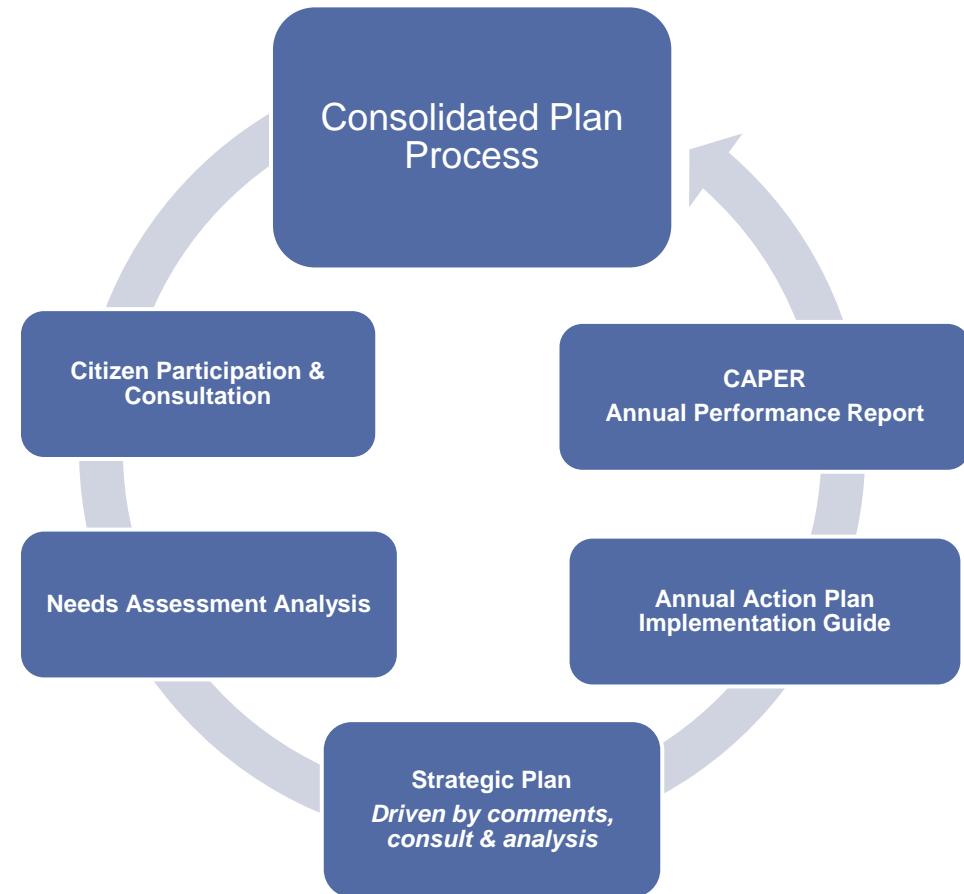 Consolidated Plan
Process
Citizen Participation &
Consultation
Needs Assessment Analysis
Strategic Plan
Driven by comments,
consult & analysis
Annual Action Plan
Implementation Guide
CAPER
Annual Performance Report